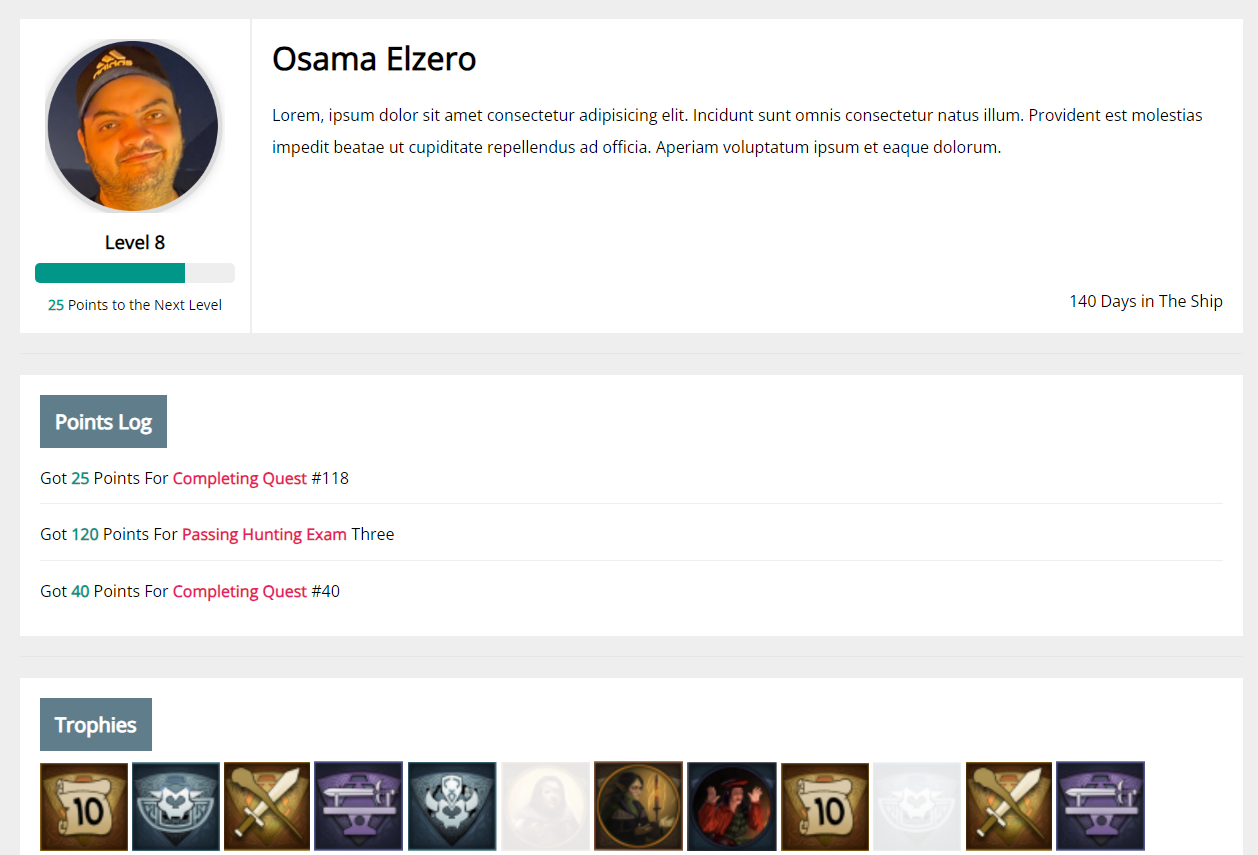 Osama Elzero
Lorem, ipsum dolor sit amet consectetur adipisicing elit. Incidunt sunt omnis consectetur natus illum. Provident est molestias
impedit beatae ut cupiditate repellendus ad officia. Aperiam voluptatum ipsum et eaque dolorum.
adidas
Level 8
25 Points to the Next Level
140 Days in The Ship
Points Log
Got 25 Points For Completing Quest #118
Got 120 Points For Passing Hunting Exam Three
Got 40 Points For Completing Quest #40
Trophies
10
10